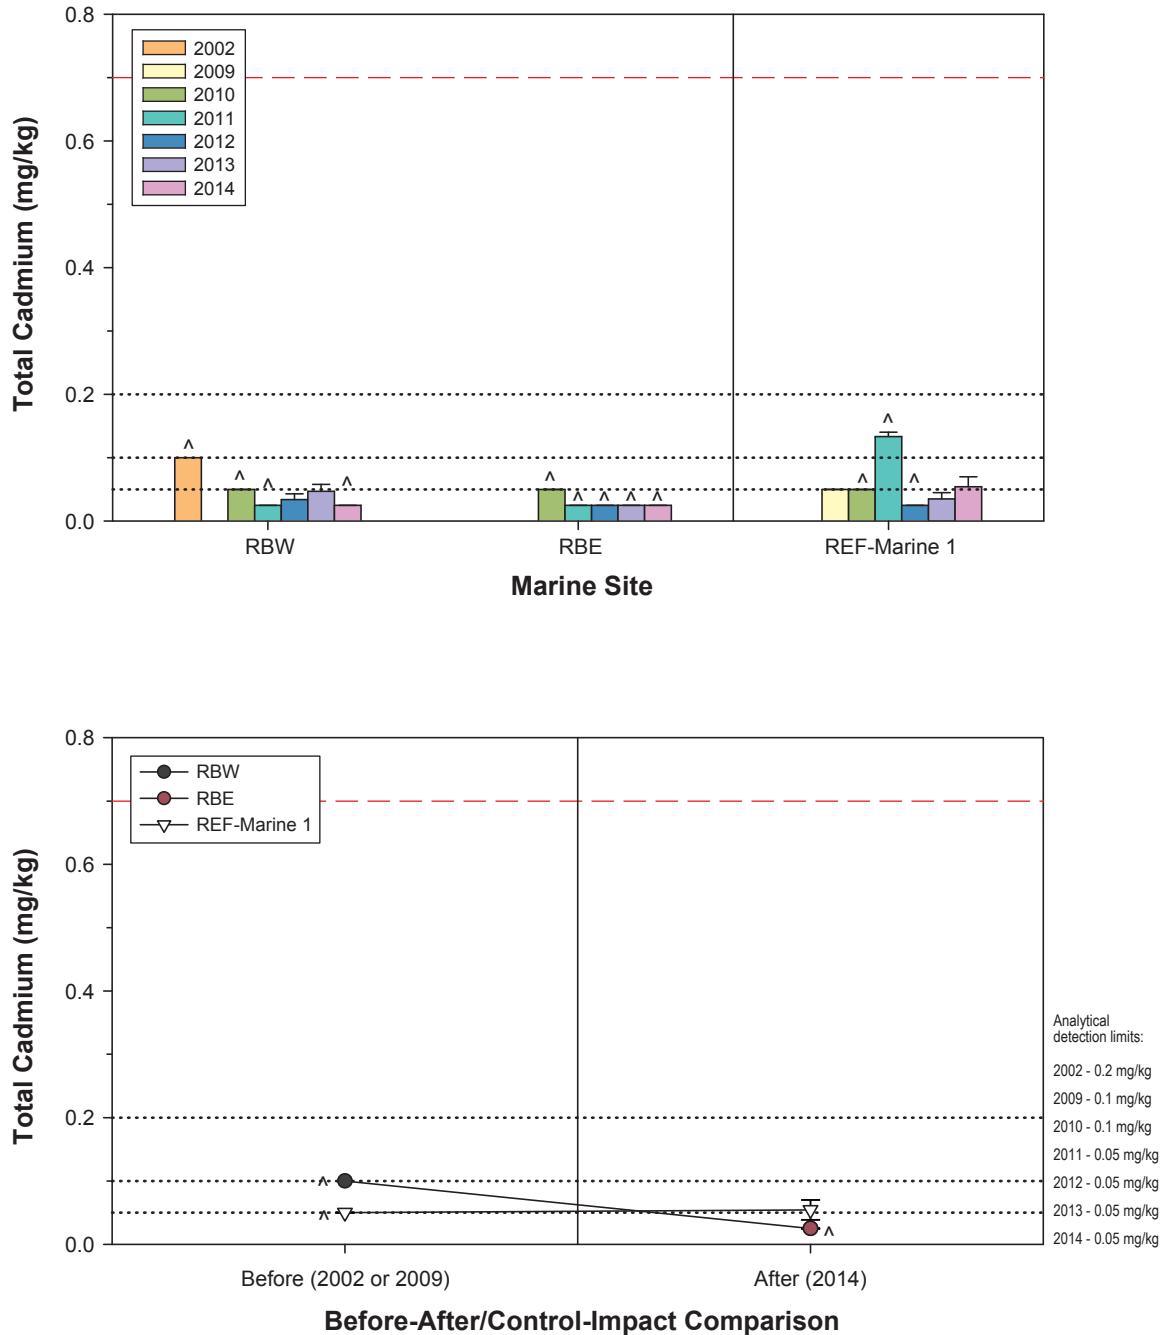 0.8
0.6
0.4
0.2
0.0
Total Cadmium (mg/kg)
2002
2009
2010
2011
2012
2013
2014
^
^
^
^
^
^
^
^
^
^
^
^
RBW
RBE
REF-Marine 1
Marine Site
0.8
0.6
0.4
0.2
0.0
Total Cadmium (mg/kg)
RBW
RBE
REF-Marine 1
^
^
^
Before (2002 or 2009)
After (2014)
Before-After/Control-Impact Comparison
Analytical
detection limits:
2002 - 0.2 mg/kg
2009 - 0.1 mg/kg
2010 - 0.1 mg/kg
2011 - 0.05 mg/kg
2012 - 0.05 mg/kg
2013 - 0.05 mg/kg
2014 - 0.05 mg/kg